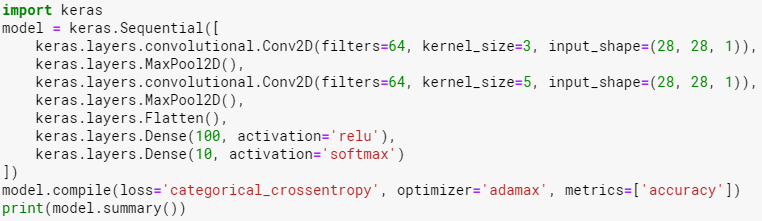 import keras
model = keras.Sequential([
    keras.layers.convolutional.Conv2D(filters=64, kernel_size=3, input_shape=(28, 28, 1)),
    keras.layers.MaxPool2D(),
    keras.layers.convolutional.Conv2D(filters=64, kernel_size=5, input_shape=(28, 28, 1)),
    keras.layers.MaxPool2D(),
    keras.layers.Flatten(),
    keras.layers.Dense(100, activation='relu'),
    keras.layers.Dense(10, activation='softmax')
])
model.compile(loss='categorical_crossentropy', optimizer='adamax', metrics=['accuracy'])
print(model.summary())